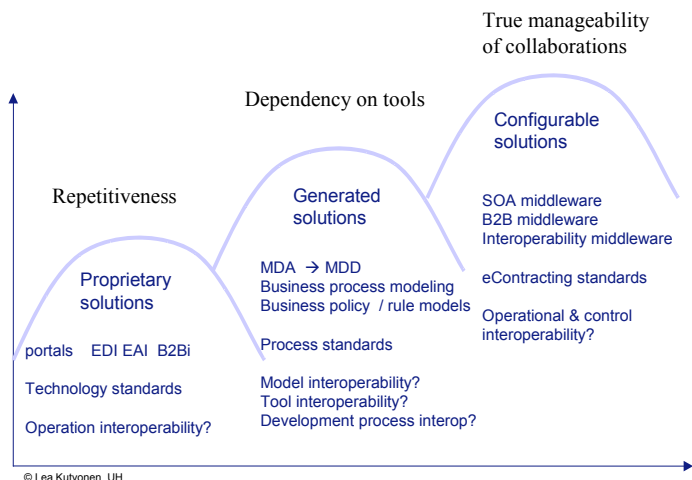 True manageability
of collaborations
Dependency on tools
Repetitiveness
Configurable
solutions
SOA middleware
B2B middleware
Interoperability middleware
eContracting standards
Operational & control
interoperability?
Generated
solutions
MDA → MDD
Business process modeling
Business policy / rule models
Process standards
Model interoperability?
Tool interoperability?
Development process interop?
Proprietary
solutions
portals EDI EAI B2Bi
Technology standards
Operation interoperability?
© Lea Kutvonen, UH